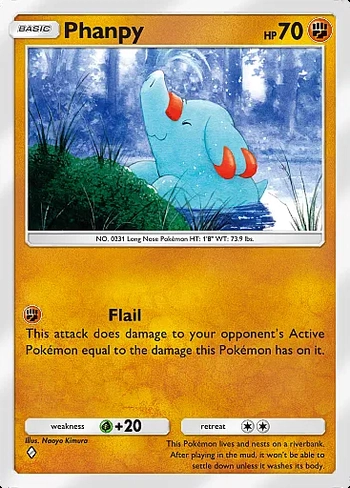 BASIC
Phanpy
HP 70
NO. 0231 Long Nose Pokémon HT: 1'8" WT: 73.9 lbs.
Flail
This attack does damage to your opponent's Active
Pokémon equal to the damage this Pokémon has on it.
weakness +20
retreat
Illus. Naoyo Kimura
This Pokémon lives and nests on a riverbank.
After playing in the mud, it won't be able to
settle down unless it washes its body.